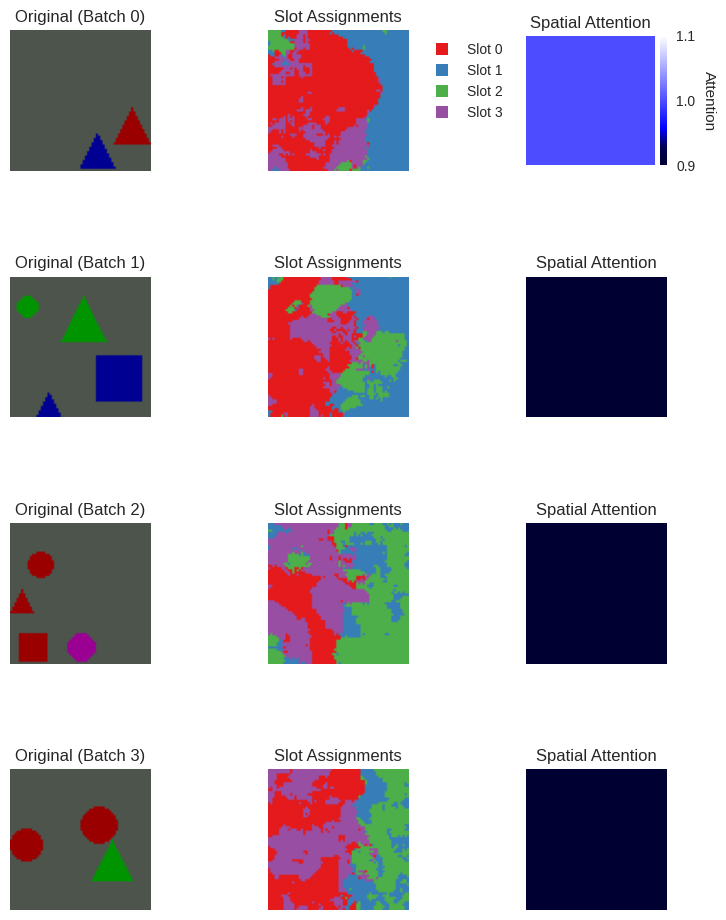 Original (Batch 0)
Slot Assignments
Slot 0
Slot 1
Slot 2
Slot 3
Spatial Attention
1.1
1.0
0.9
Attention
Original (Batch 1)
Slot Assignments
Spatial Attention
Original (Batch 2)
Slot Assignments
Spatial Attention
Original (Batch 3)
Slot Assignments
Spatial Attention